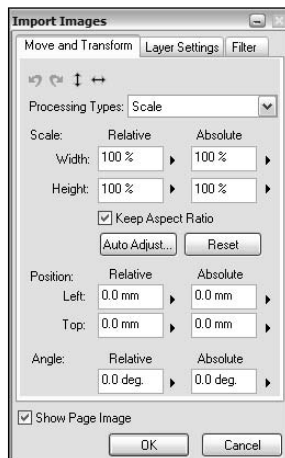 Import Images
Move and Transform Layer Settings Filter
Processing Types: Scale
Scale: Relative Absolute
Width: 100 % 100 %
Height: 100 % 100 %
Keep Aspect Ratio
Auto Adjust... Reset
Position: Relative Absolute
Left: 0.0 mm 0.0 mm
Top: 0.0 mm 0.0 mm
Angle: Relative Absolute
0.0 deg. 0.0 deg.
Show Page Image
OK Cancel